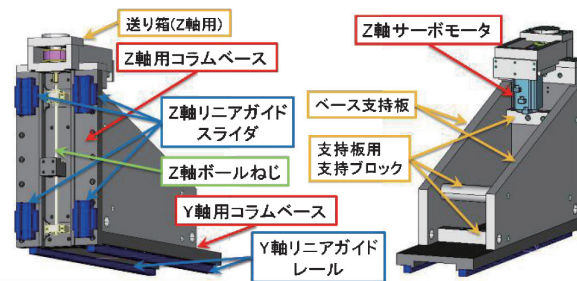 送り箱(Z軸用)
Z軸用コラムベース
Z軸リニアガイド
スライダ
Z軸ボールねじ
Y軸用コラムベース
Y軸リニアガイド
レール
Z軸サーボモータ
ベース支持板
支持板用
支持ブロック